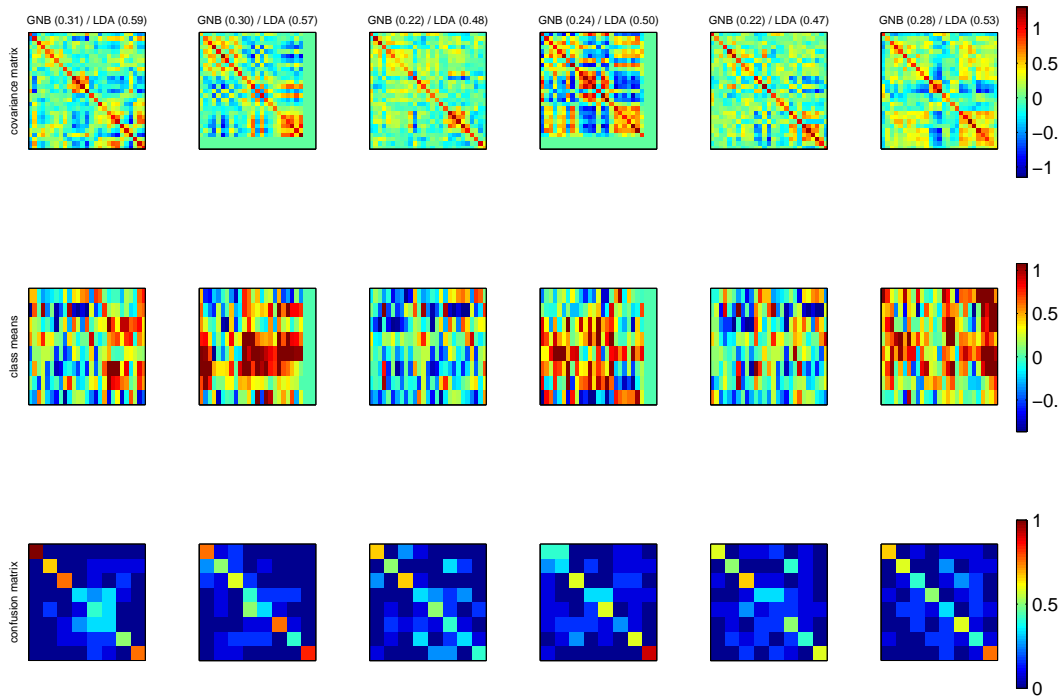 GNB (0.31) / LDA (0.59)
GNB (0.30) / LDA (0.57)
GNB (0.22) / LDA (0.48)
GNB (0.24) / LDA (0.50)
GNB (0.22) / LDA (0.47)
GNB (0.28) / LDA (0.53)
covariance matrix
1
0.5
0
−0.
−1
class means
1
0.5
0
−0.
confusion matrix
1
0.5
0